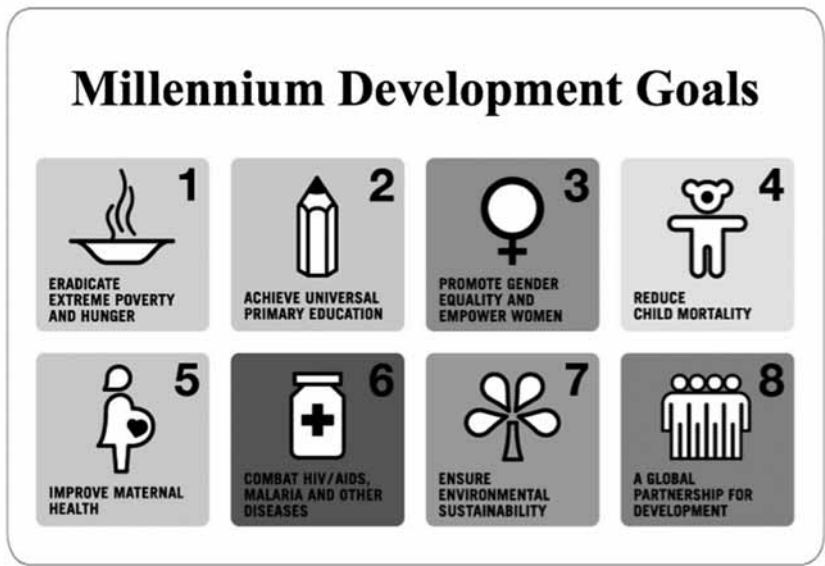 Millennium Development Goals
1
ERADICATE
EXTREME POVERTY
AND HUNGER
2
ACHIEVE UNIVERSAL
PRIMARY EDUCATION
3
PROMOTE GENDER
EQUALITY AND
EMPOWER WOMEN
4
REDUCE
CHILD MORTALITY
5
IMPROVE MATERNAL
HEALTH
6
COMBAT HIV/AIDS,
MALARIA AND OTHER
DISEASES
7
ENSURE
ENVIRONMENTAL
SUSTAINABILITY
8
A GLOBAL
PARTNERSHIP FOR
DEVELOPMENT